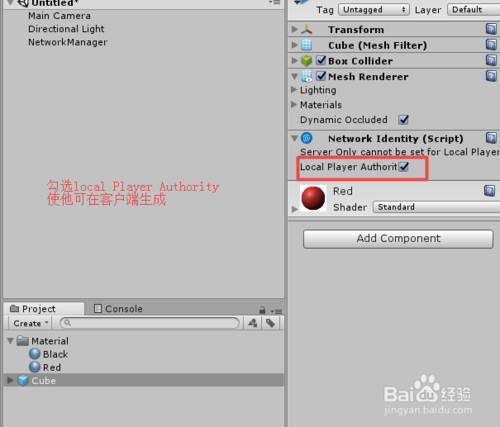 Untitled*
Main Camera
Directional Light
NetworkManager
勾选local Player Authority
使他可在客户端生成
Project
Console
Create
Material
Black
Red
Cube
Tag Untagged Layer Default
Transform
Cube (Mesh Filter)
Box Collider
Mesh Renderer
Lighting
Materials
Dynamic Occluded
Network Identity (Script)
Server Only cannot be set for Local Player
Local Player Authorit
Red
Shader Standard
Add Component
Baidu经验
jingyan.baidu.com